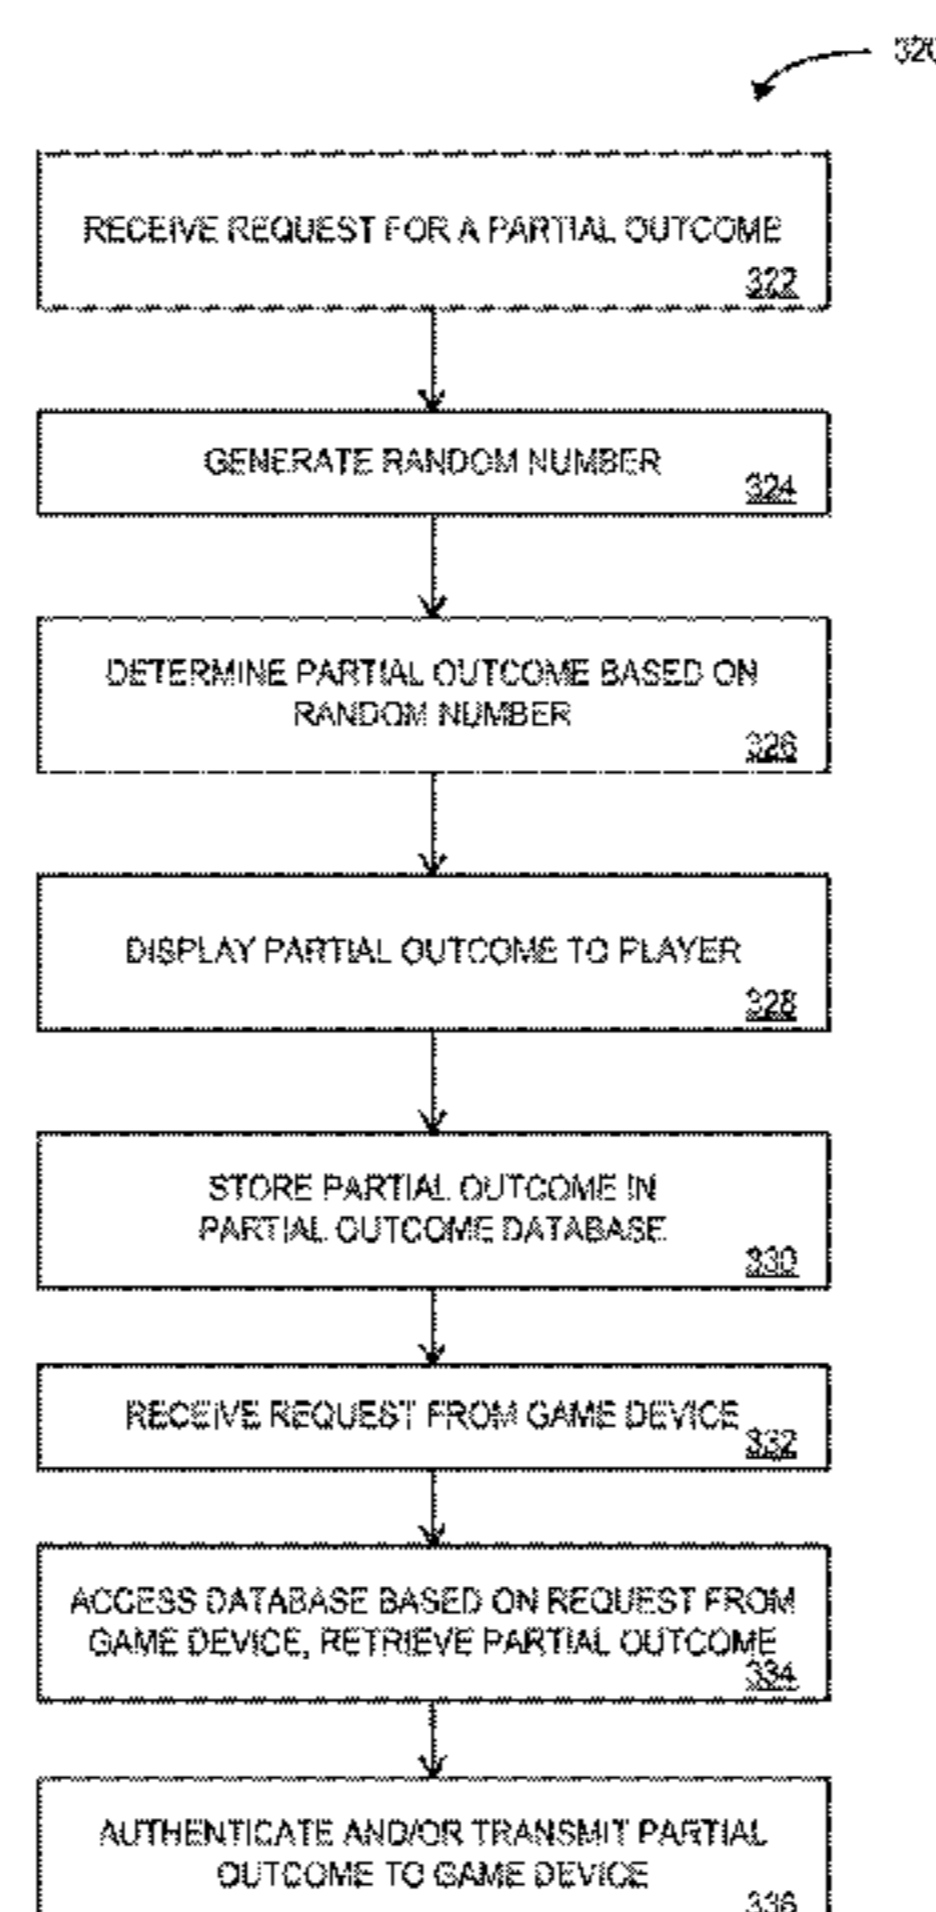 320
RECEIVE REQUEST FOR A PARTIAL OUTCOME
322
GENERATE RANDOM NUMBER
324
DETERMINE PARTIAL OUTCOME BASED ON
RANDOM NUMBER
326
DISPLAY PARTIAL OUTCOME TO PLAYER
328
STORE PARTIAL OUTCOME IN
PARTIAL OUTCOME DATABASE
330
RECEIVE REQUEST FROM GAME DEVICE
332
ACCESS DATABASE BASED ON REQUEST FROM
GAME DEVICE, RETRIEVE PARTIAL OUTCOME
334
AUTHENTICATE AND/OR TRANSMIT PARTIAL
OUTCOME TO GAME DEVICE
336